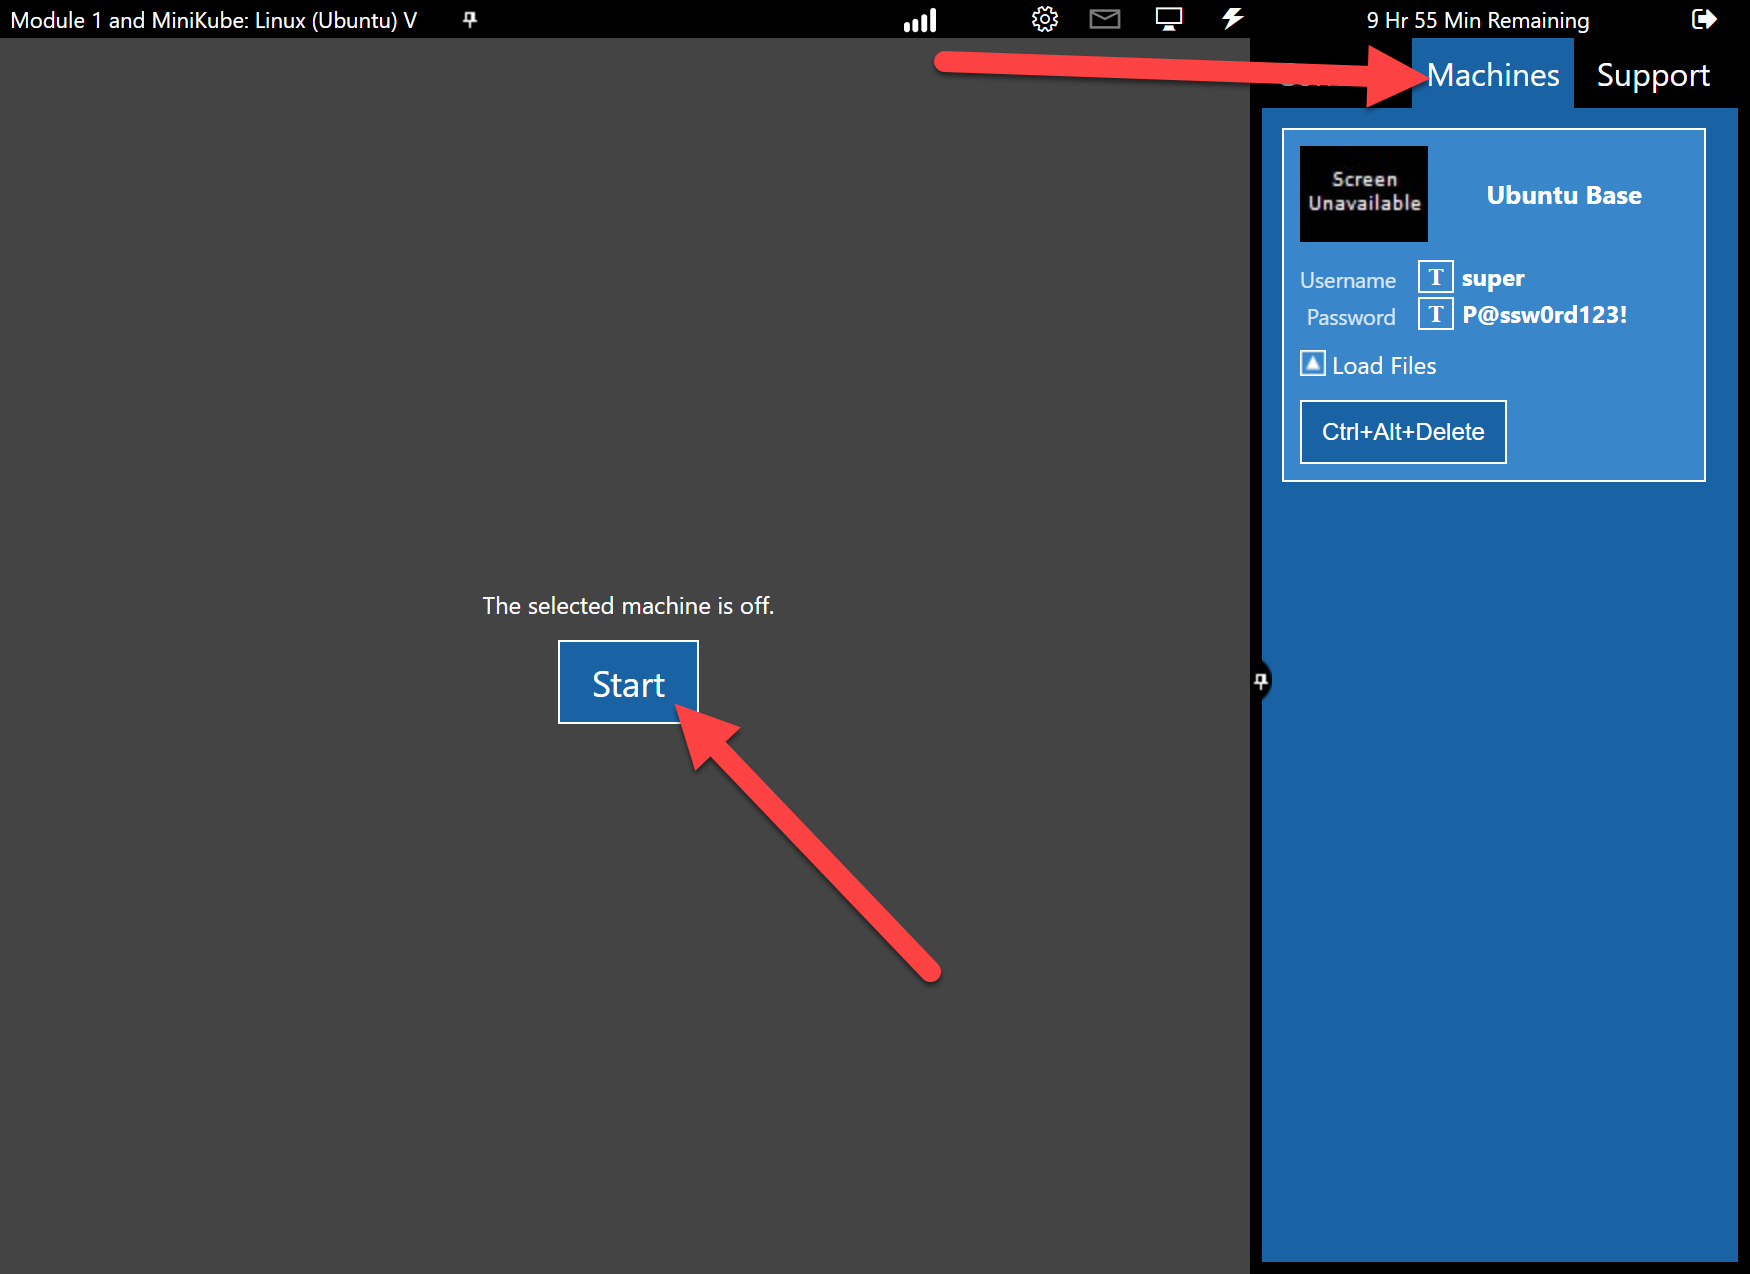 Module 1 and MiniKube: Linux (Ubuntu) V
9 Hr 55 Min Remaining
Machines
Support
Screen
Unavailable
Ubuntu Base
Username
T
super
Password
T
P@ssw0rd123!
Load Files
Ctrl+Alt+Delete
The selected machine is off.
Start